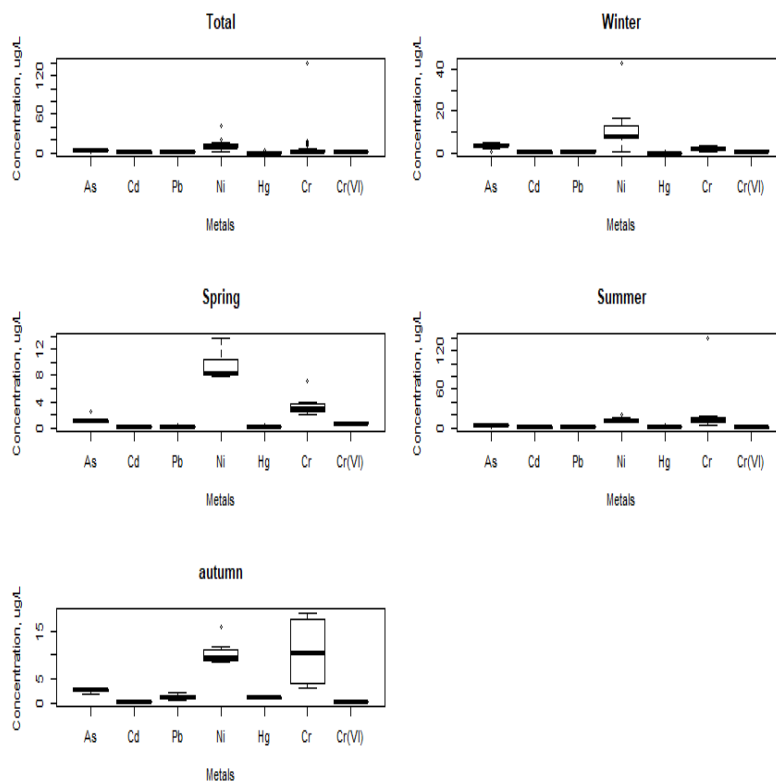 Total
Concentration, ug/L
120
60
0
As Cd Pb Ni Hg Cr Cr(VI)
Metals
Winter
Concentration, ug/L
40
20
0
As Cd Pb Ni Hg Cr Cr(VI)
Metals
Spring
Concentration, ug/L
12
8
4
0
As Cd Pb Ni Hg Cr Cr(VI)
Metals
Summer
Concentration, ug/L
120
60
0
As Cd Pb Ni Hg Cr Cr(VI)
Metals
autumn
Concentration, ug/L
15
5
0
As Cd Pb Ni Hg Cr Cr(VI)
Metals